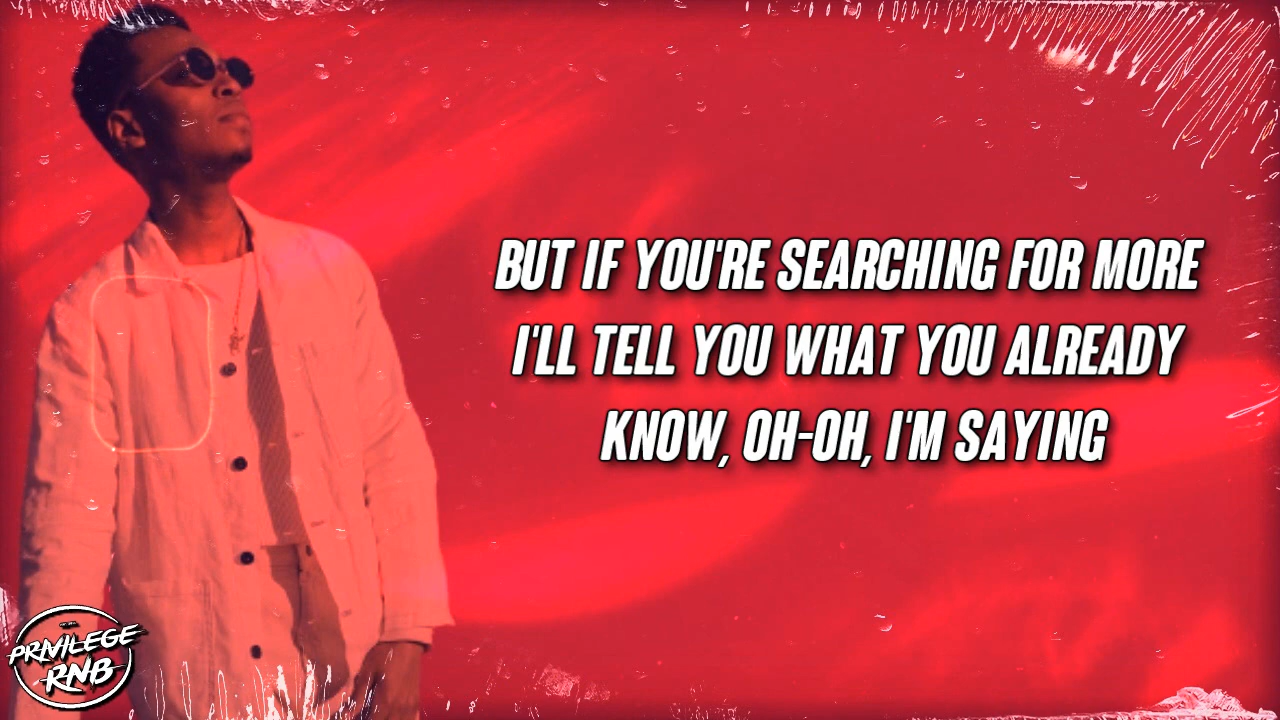 BUT IF YOU'RE SEARCHING FOR MORE
I'LL TELL YOU WHAT YOU ALREADY
KNOW, OH-OH, I'M SAYING
PRIVILEGE
RNB